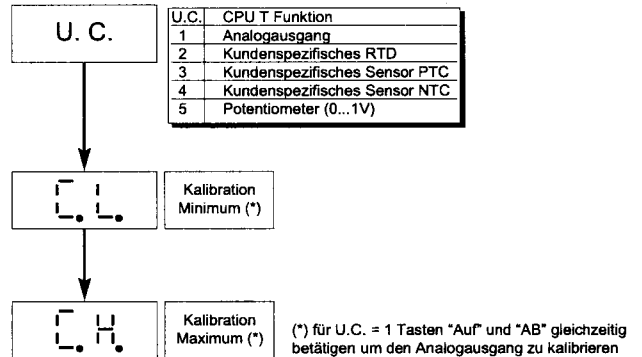 U. C.
U.C. CPU T Funktion
1 Analogausgang
2 Kundenspezifisches RTD
3 Kundenspezifisches Sensor PTC
4 Kundenspezifisches Sensor NTC
5 Potentiometer (0...1V)
C. L.
Kalibration
Minimum (*)
C. H.
Kalibration
Maximum (*)
(*) für U.C. = 1 Tasten "Auf" und "AB" gleichzeitig
betätigen um den Analogausgang zu kalibrieren